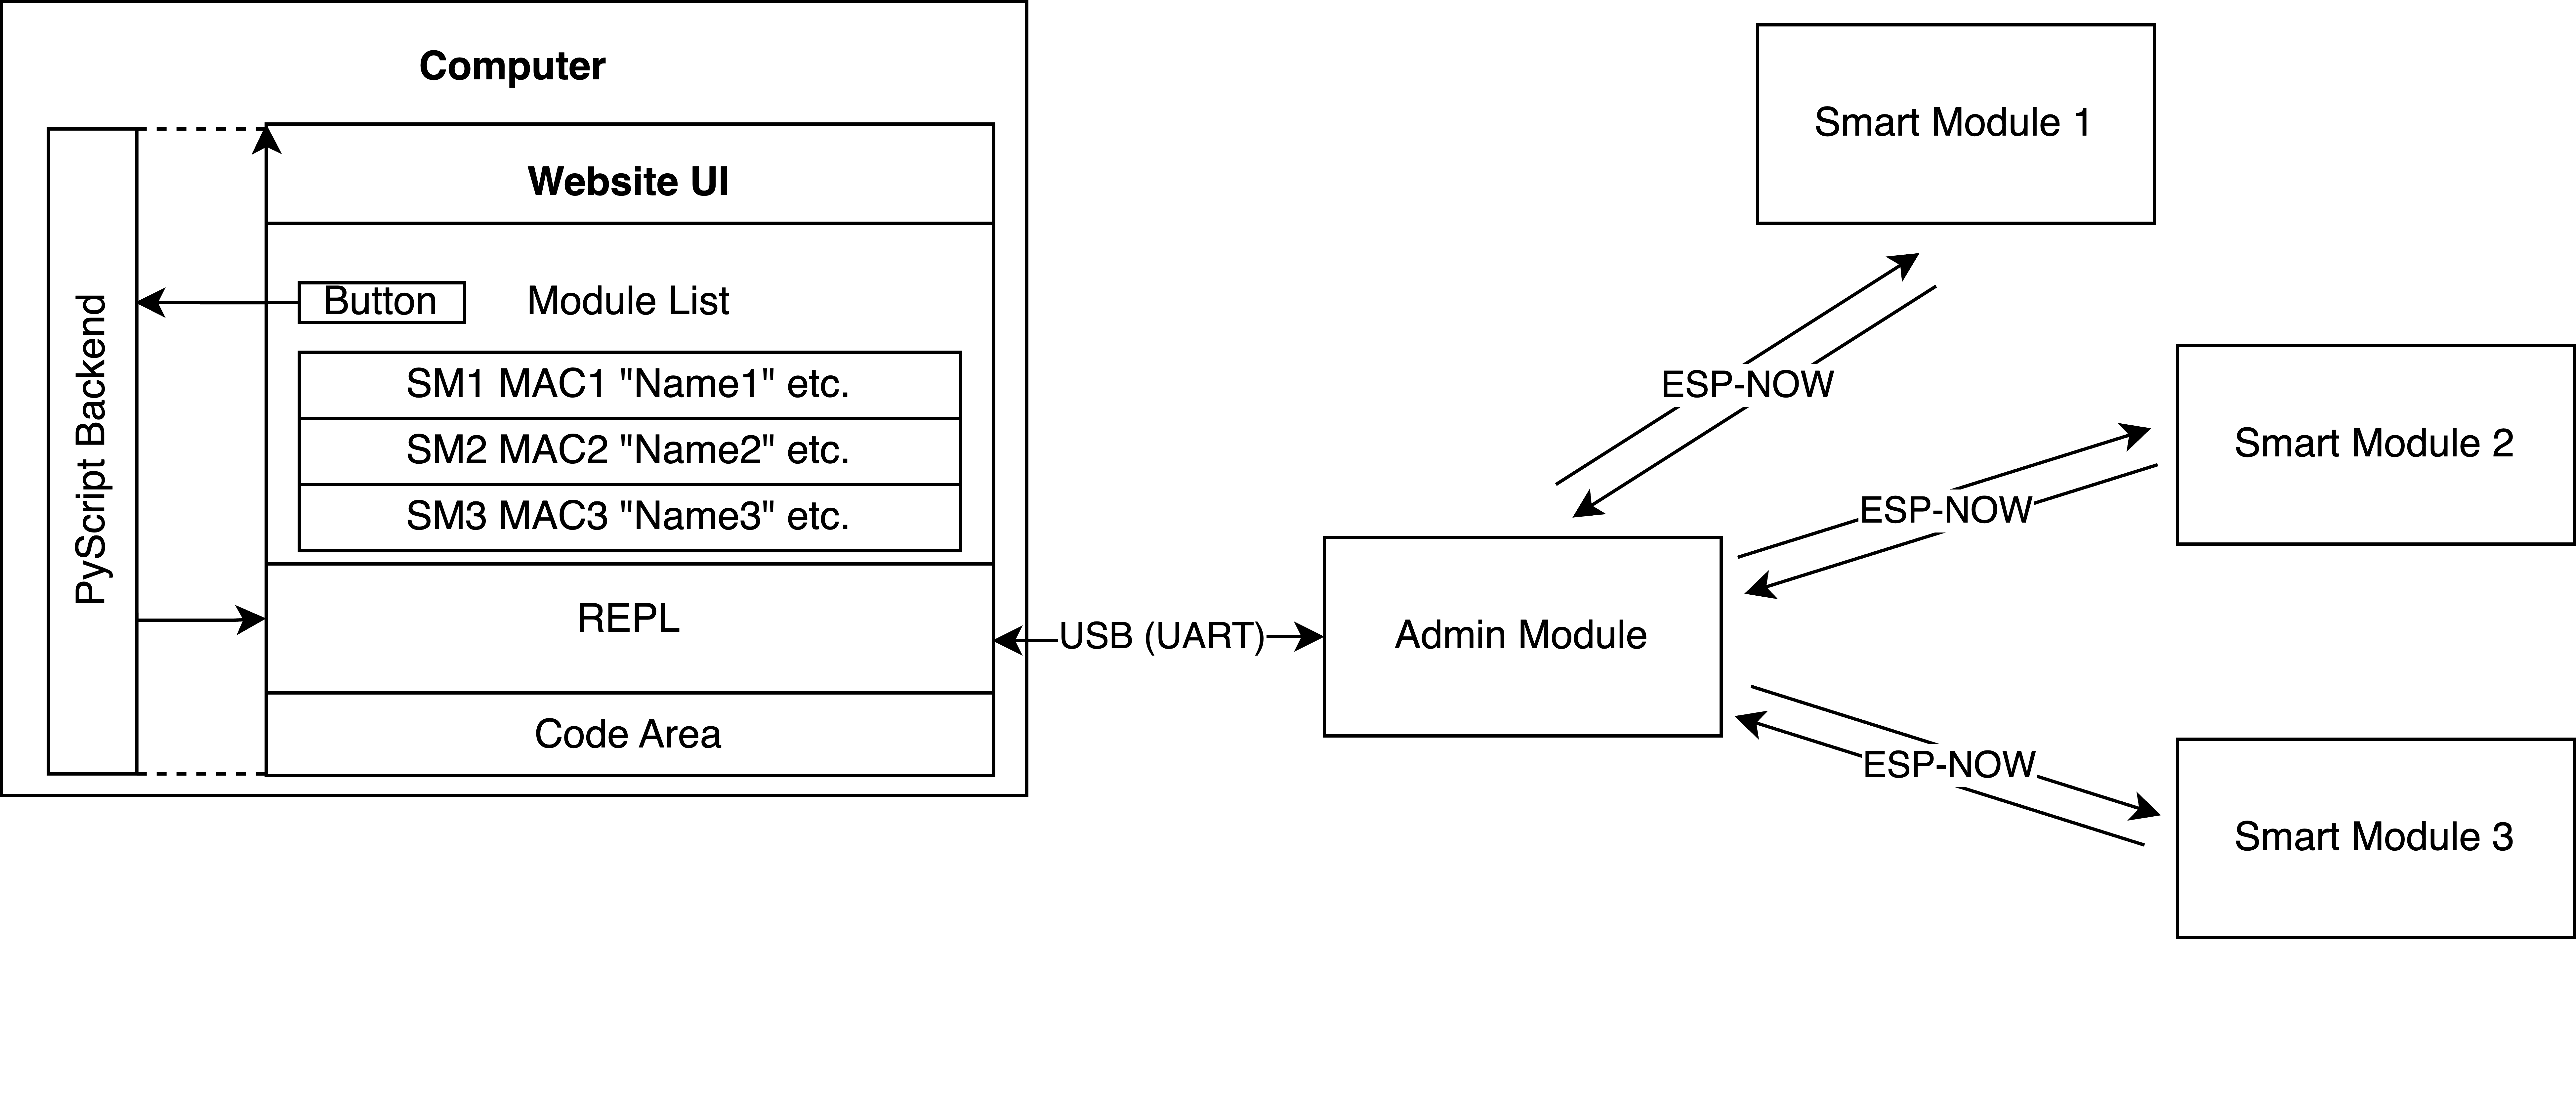 Computer
PyScript Backend
Website UI
Button
Module List
SM1 MAC1 "Name1" etc.
SM2 MAC2 "Name2" etc.
SM3 MAC3 "Name3" etc.
REPL
Code Area
USB (UART)
Admin Module
ESP-NOW
ESP-NOW
ESP-NOW
Smart Module 1
Smart Module 2
Smart Module 3